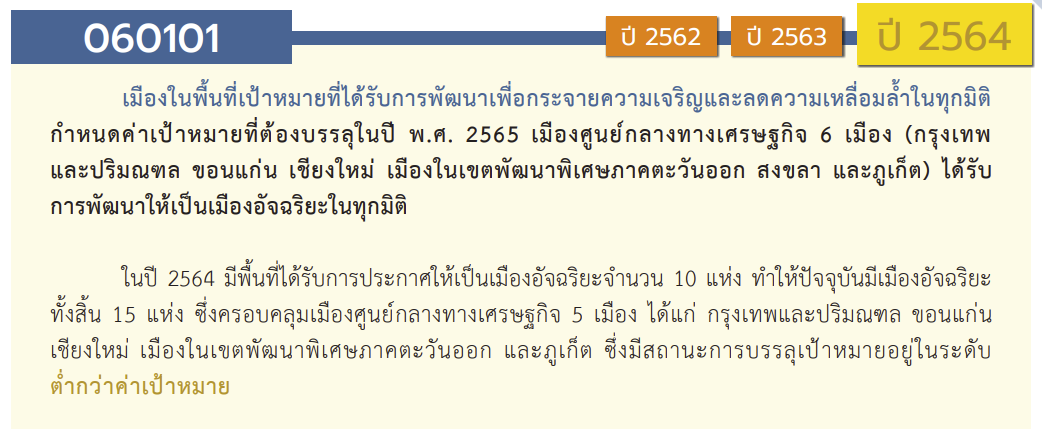 060101 ปี 2562 ปี 2563 ปี 2564
เมืองในพื้นที่เป้าหมายที่ได้รับการพัฒนาเพื่อกระจายความเจริญและลดความเหลื่อมล้ำในทุกมิติ
กำหนดค่าเป้าหมายที่ต้องบรรลุในปี พ.ศ. 2565 เมืองศูนย์กลางทางเศรษฐกิจ 6 เมือง (กรุงเทพ
และปริมณฑล ขอนแก่น เชียงใหม่ เมืองในเขตพัฒนาพิเศษภาคตะวันออก สงขลา และภูเก็ต) ได้รับ
การพัฒนาให้เป็นเมืองอัจฉริยะในทุกมิติ
ในปี 2564 มีพื้นที่ได้รับการประกาศให้เป็นเมืองอัจฉริยะจำนวน 10 แห่ง ทำให้ปัจจุบันมีเมืองอัจฉริยะ
ทั้งสิ้น 15 แห่ง ซึ่งครอบคลุมเมืองศูนย์กลางทางเศรษฐกิจ 5 เมือง ได้แก่ กรุงเทพและปริมณฑล ขอนแก่น
เชียงใหม่ เมืองในเขตพัฒนาพิเศษภาคตะวันออก และภูเก็ต ซึ่งมีสถานะการบรรลุเป้าหมายอยู่ในระดับ
ต่ำกว่าค่าเป้าหมาย